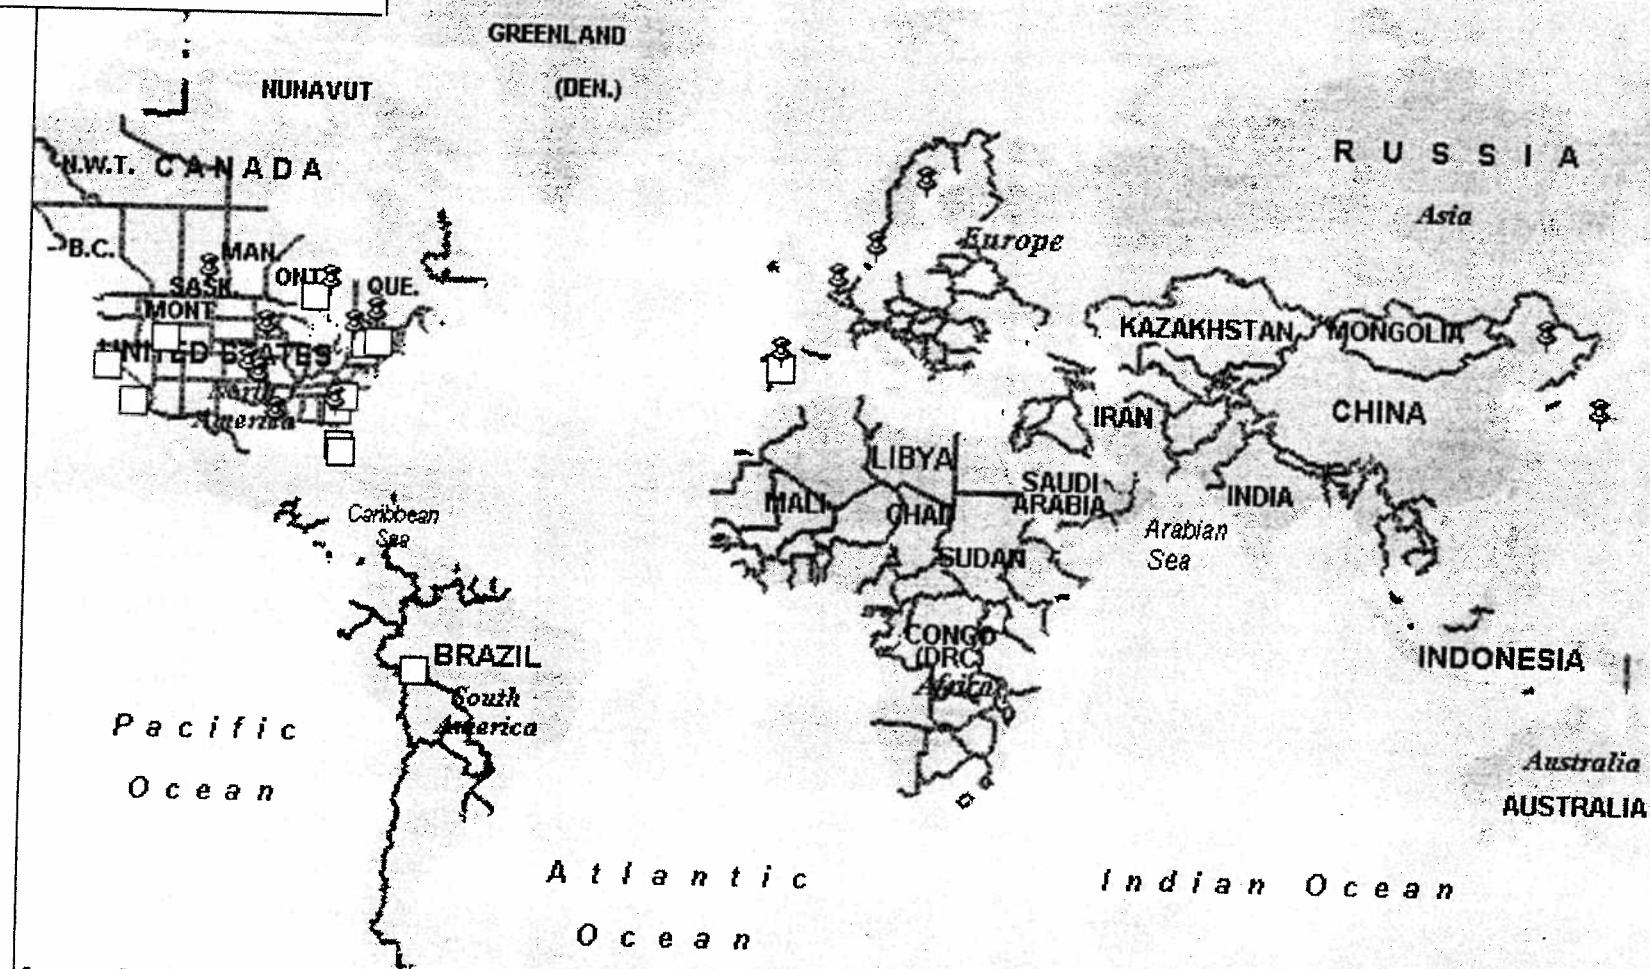 GREENLAND
(DEN.)
NUNAVUT
N.W.T.
CANADA
B.C.
MAN.
SASK.
ONT.
QUE.
MONT
UNITED STATES
North
America
RUSSIA
Asia
Europe
KAZAKHSTAN
MONGOLIA
CHINA
IRAN
LIBYA
SAUDI
ARABIA
INDIA
MALI
CHAD
SUDAN
Arabian
Sea
Caribbean
Sea
CONGO
(DRC)
Africa
INDONESIA
BRAZIL
South
America
Pacific
Ocean
Australia
AUSTRALIA
Atlantic
Ocean
Indian Ocean